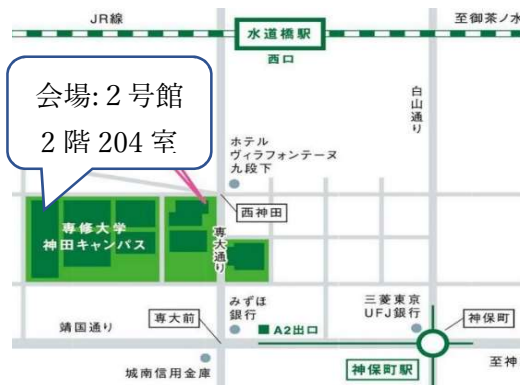 JR線
至御茶ノ水
水道橋駅
西口
会場:２号館
２階 204 室
白山通り
ホテル
ヴィラフォンテーヌ
九段下
西神田
専修大学
神田キャンパス
専大通り
みずほ
銀行
三菱東京
UFJ銀行
靖国通り
専大前
A2出口
神保町
城南信用金庫
神保町駅
至神